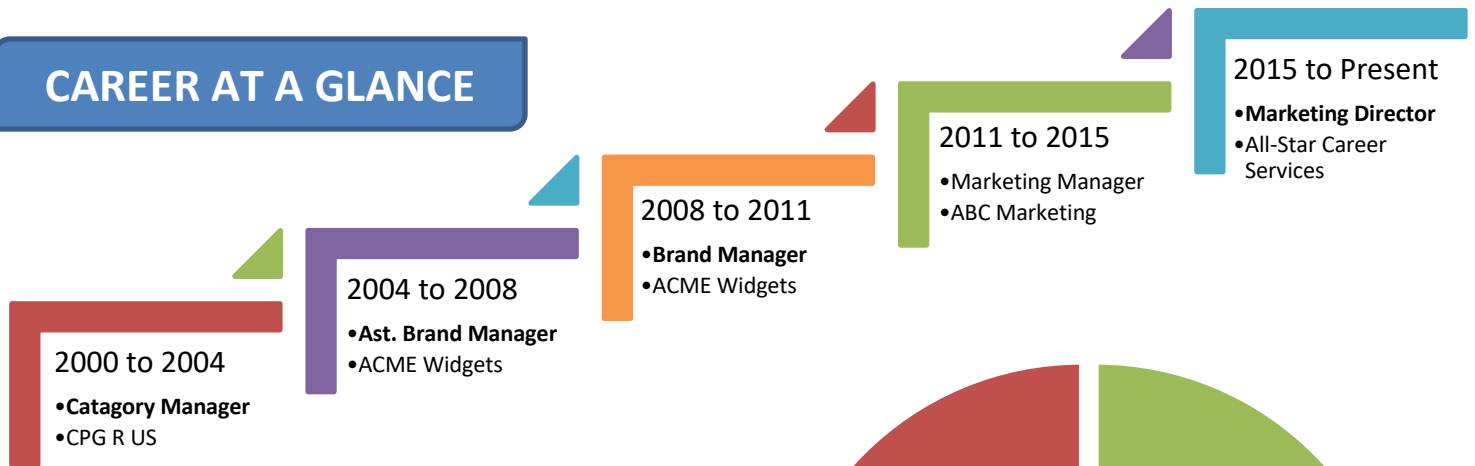 CAREER AT A GLANCE
2000 to 2004
•Catagory Manager
•CPG R US
2004 to 2008
•Ast. Brand Manager
•ACME Widgets
2008 to 2011
•Brand Manager
•ACME Widgets
2011 to 2015
•Marketing Manager
•ABC Marketing
2015 to Present
•Marketing Director
•All-Star Career
Services